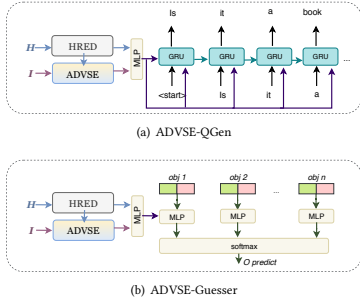 Is it a book
H HRED GRU GRU GRU GRU ...
I ADVSE MLP
<start> Is it a
(a) ADVSE-QGen
obj 1 obj 2 ... obj n
H HRED
I ADVSE MLP MLP MLP MLP
softmax
O predict
(b) ADVSE-Guesser